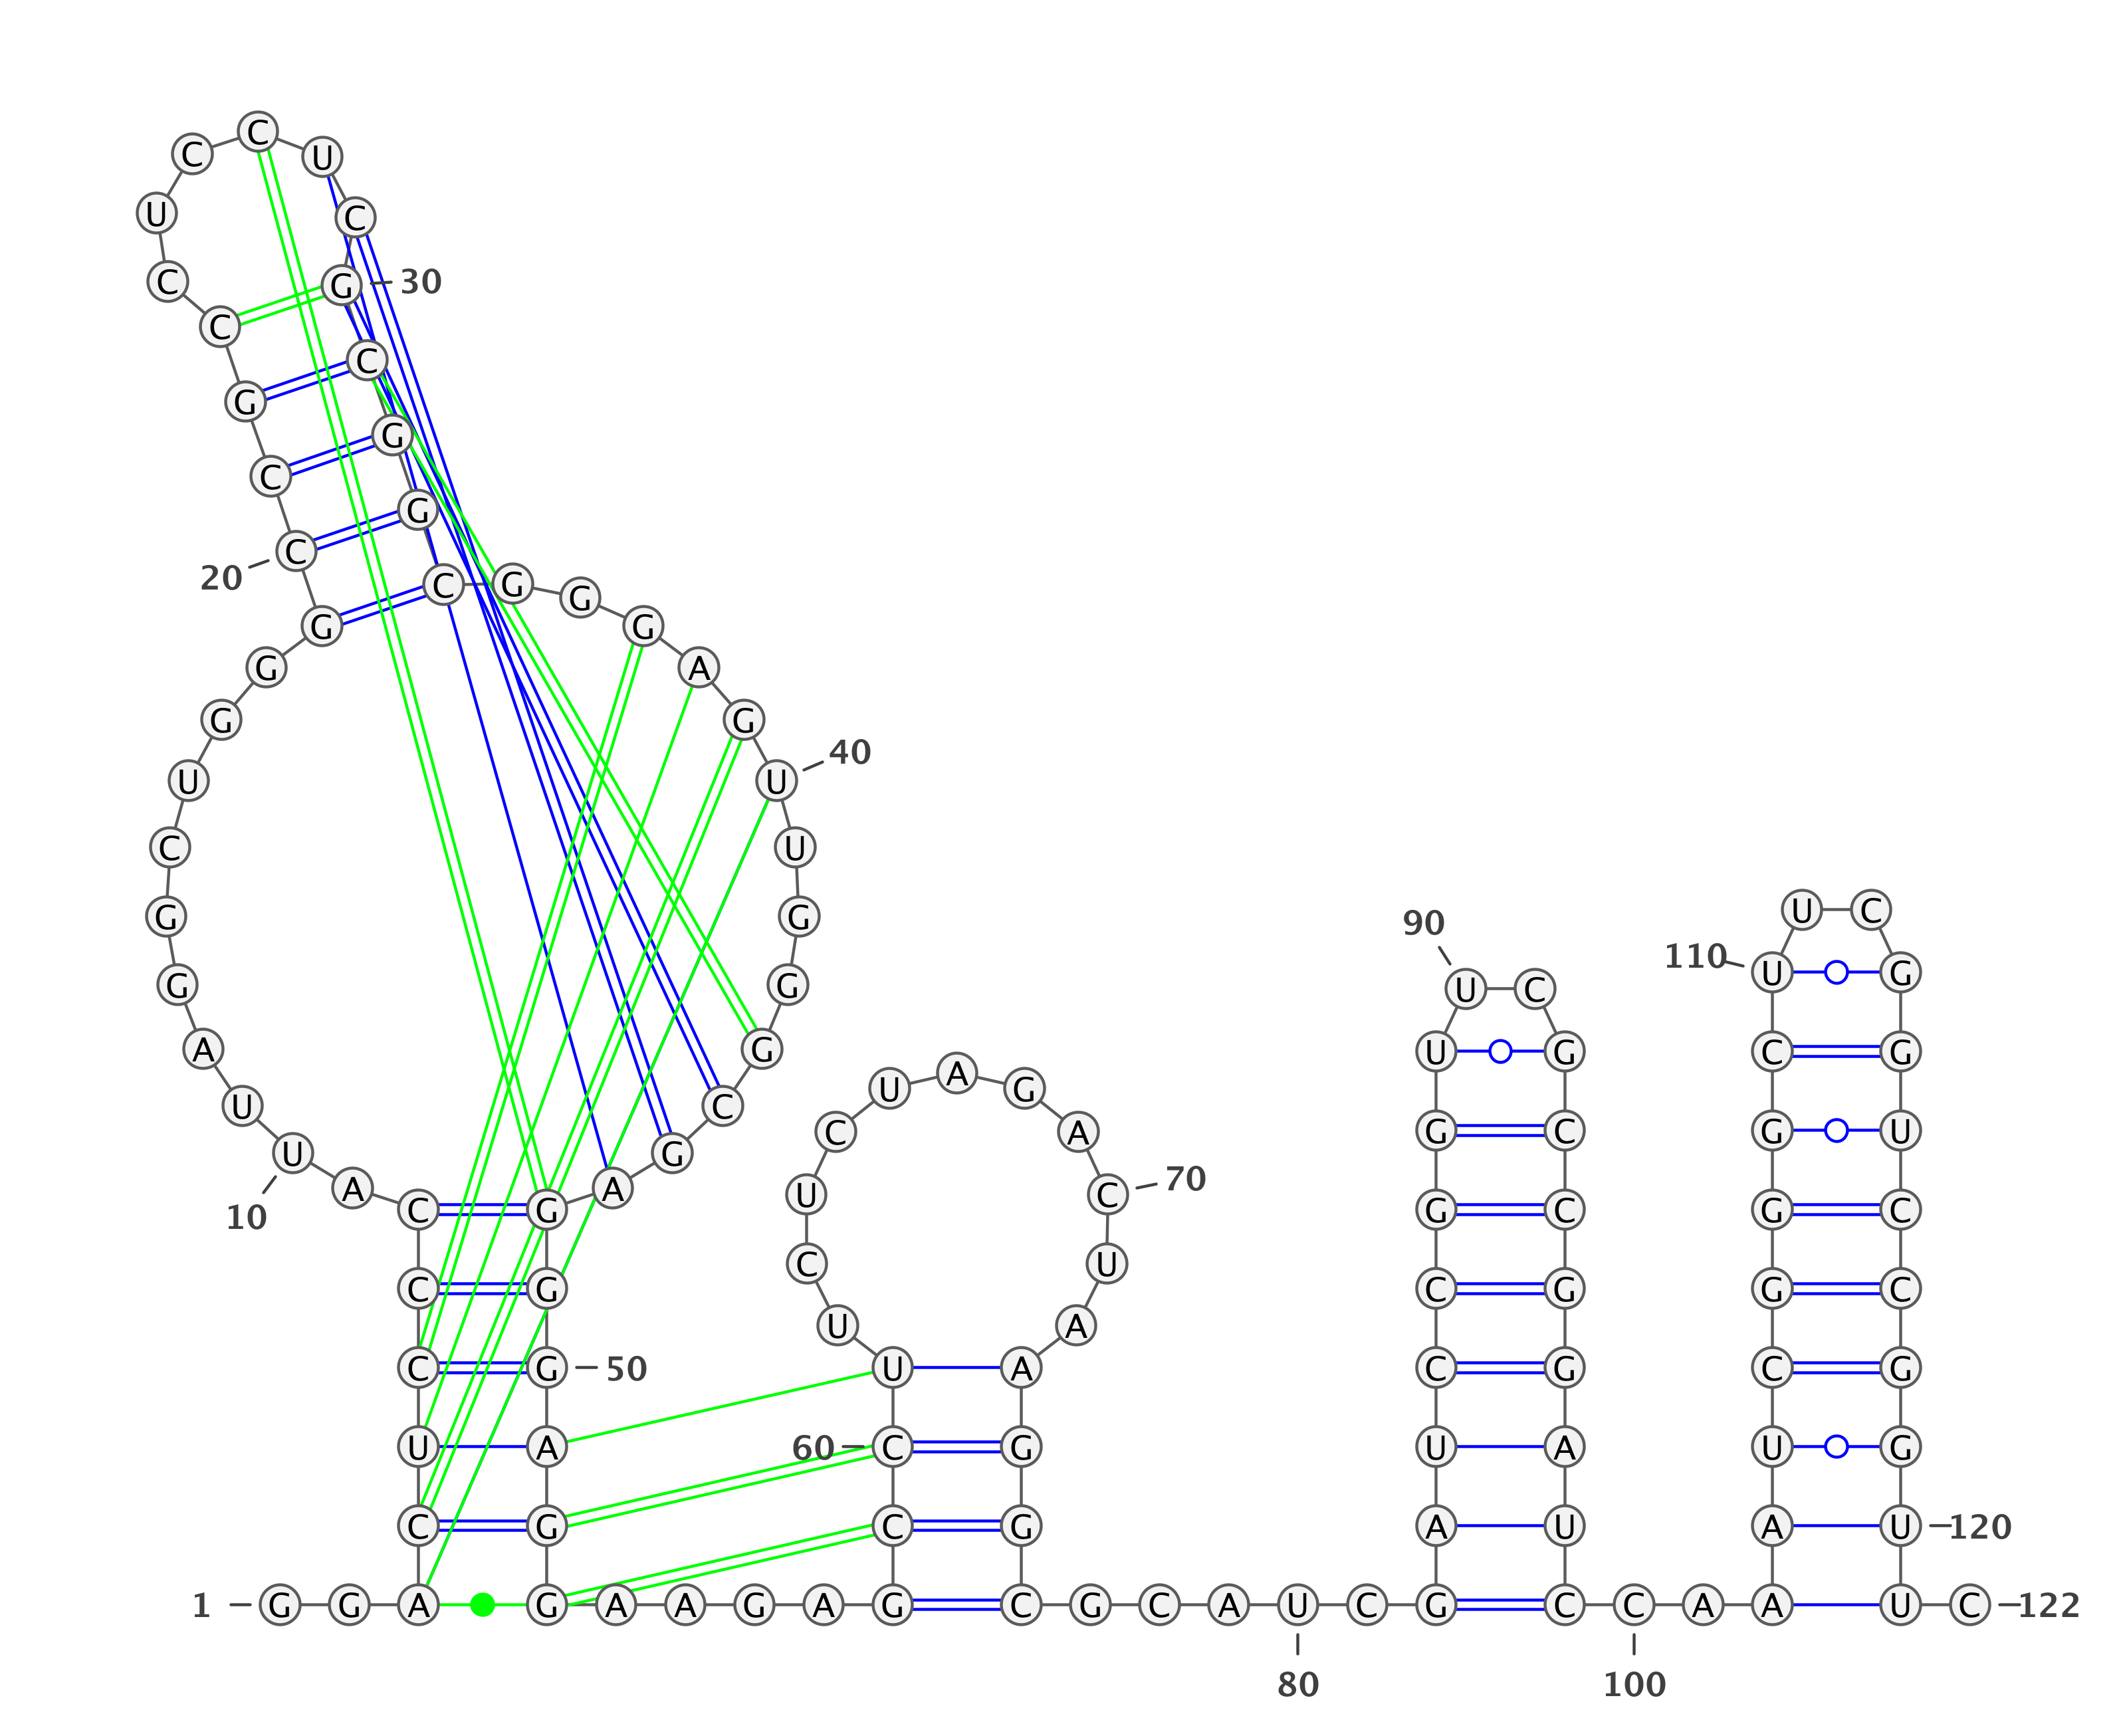 C
C U
U C
C G 30
C
C
G
G
C
G
C
20
C G G
G G
G A
G G
U U 40
C U
U C
G G
90
110 U G
G G U C
A G U G C G
U A G
U C
C A G C G U
U G
A A U C 70
C G G C G C
10
C U
C G C G G C
U A
C G 50 U A C G C G
U A 60 C G U A U G
C G C G A U A U 120
1 G G A G A A G A G C G C A U C G C C A A U C 122
80 100